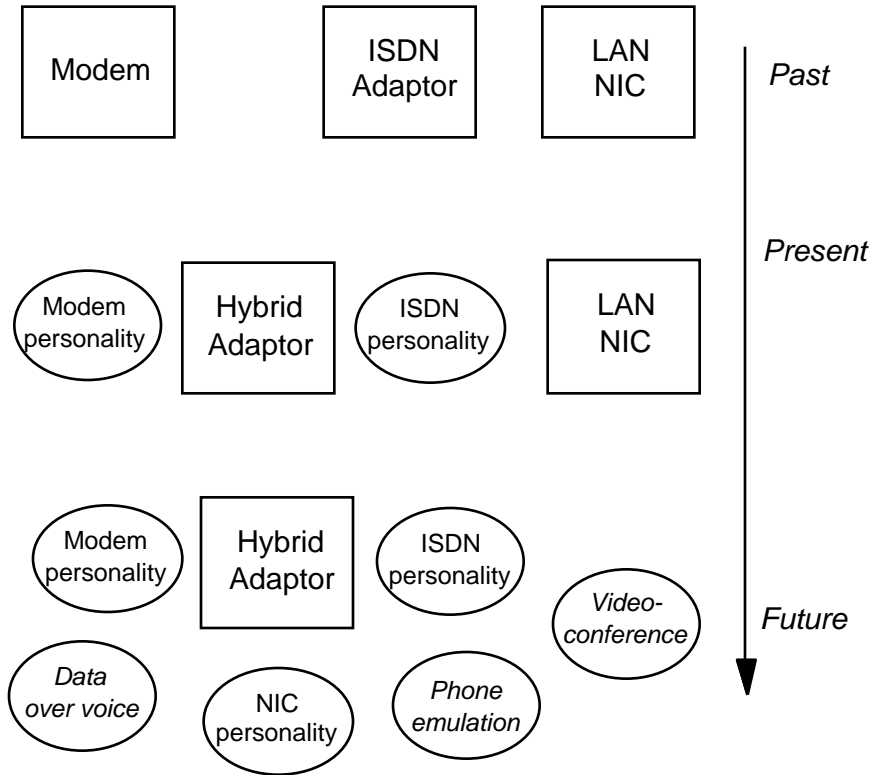 Modem
ISDN
Adaptor
LAN
NIC
Past
Present
Modem
personality
Hybrid
Adaptor
ISDN
personality
LAN
NIC
Modem
personality
Hybrid
Adaptor
ISDN
personality
Video-
conference
Future
Data
over voice
NIC
personality
Phone
emulation